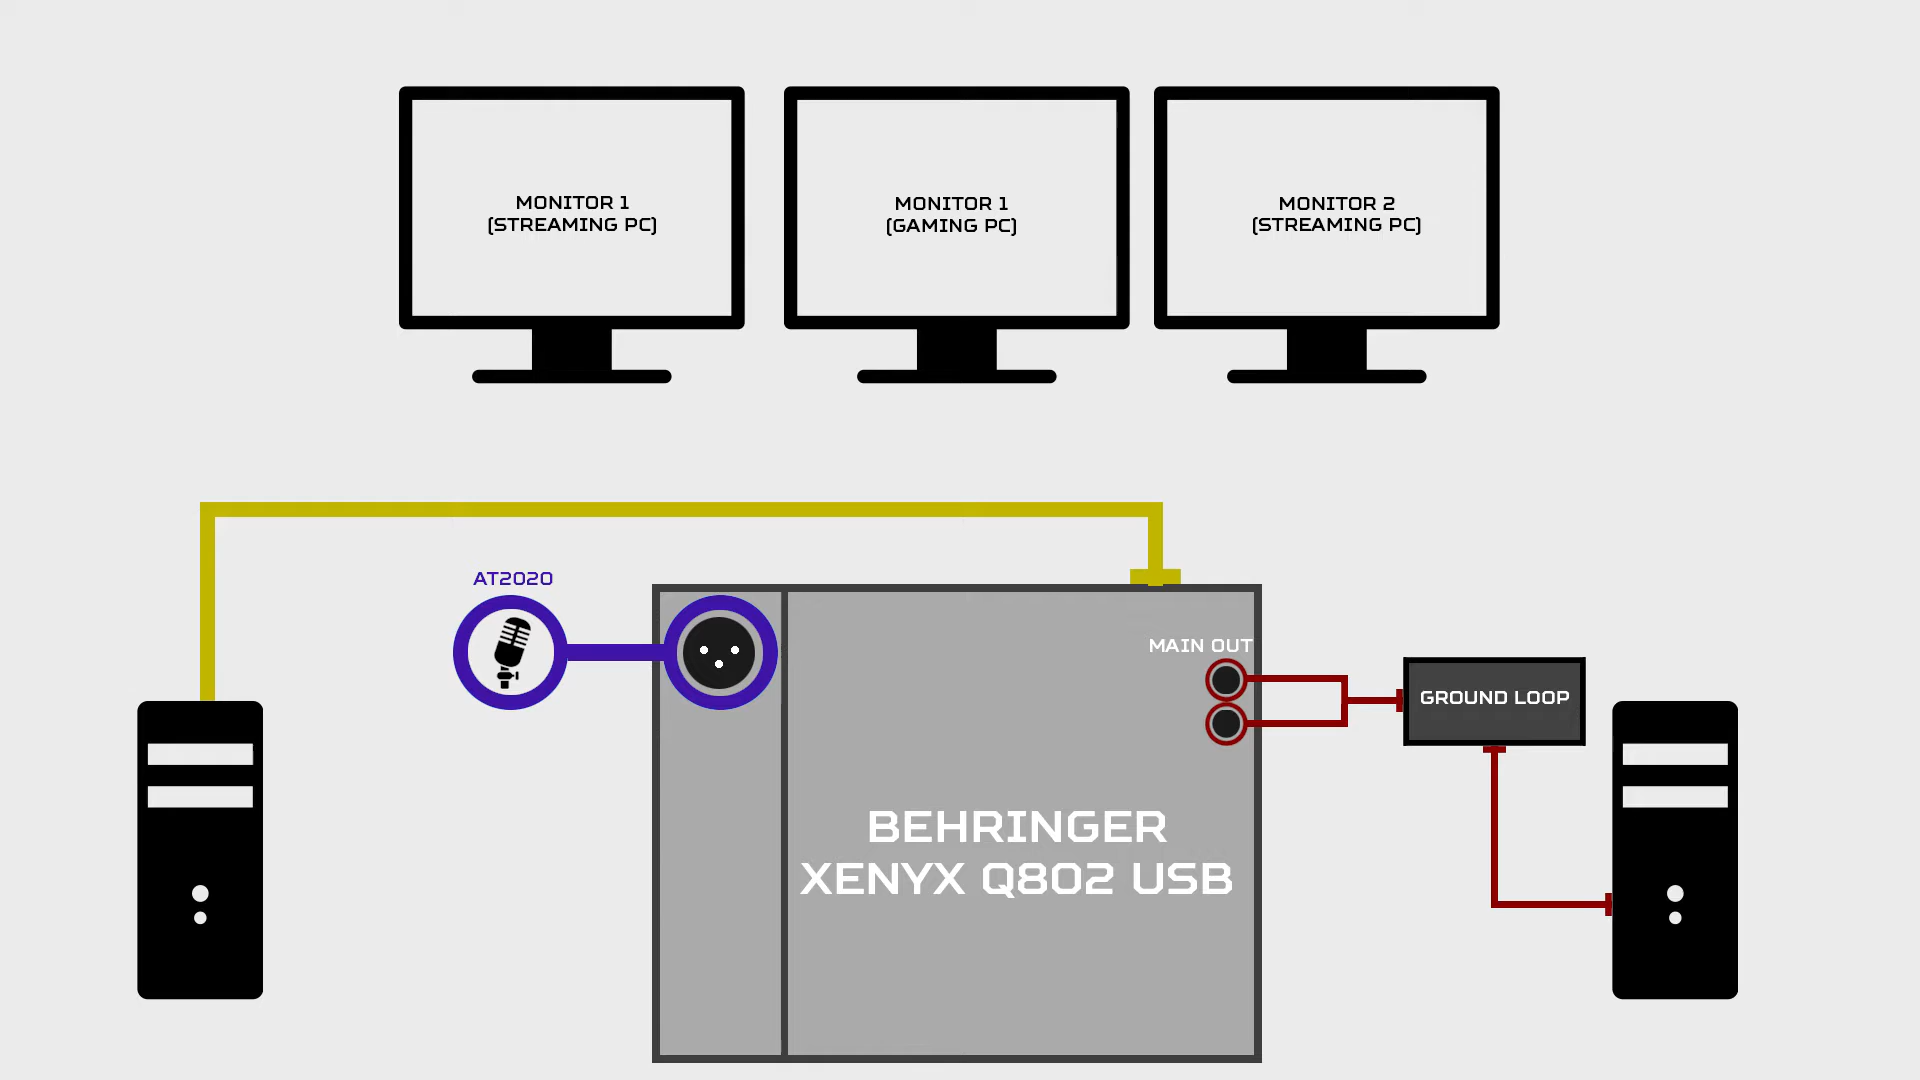 MONITOR 1
(STREAMING PC)
MONITOR 1
(GAMING PC)
MONITOR 2
(STREAMING PC)
AT2020
MAIN OUT
GROUND LOOP
BEHRINGER
XENYX Q802 USB